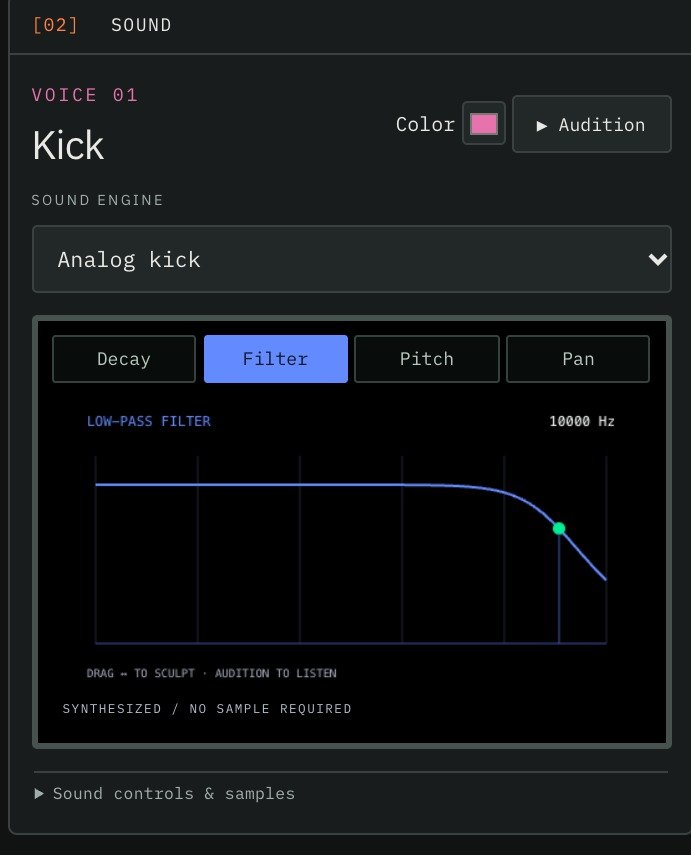 [02] SOUND
VOICE 01
Kick
Color ▶ Audition
SOUND ENGINE
Analog kick
Decay Filter Pitch Pan
LOW-PASS FILTER 10000 Hz
DRAG ↔ TO SCULPT · AUDITION TO LISTEN
SYNTHESIZED / NO SAMPLE REQUIRED
▶ Sound controls & samples